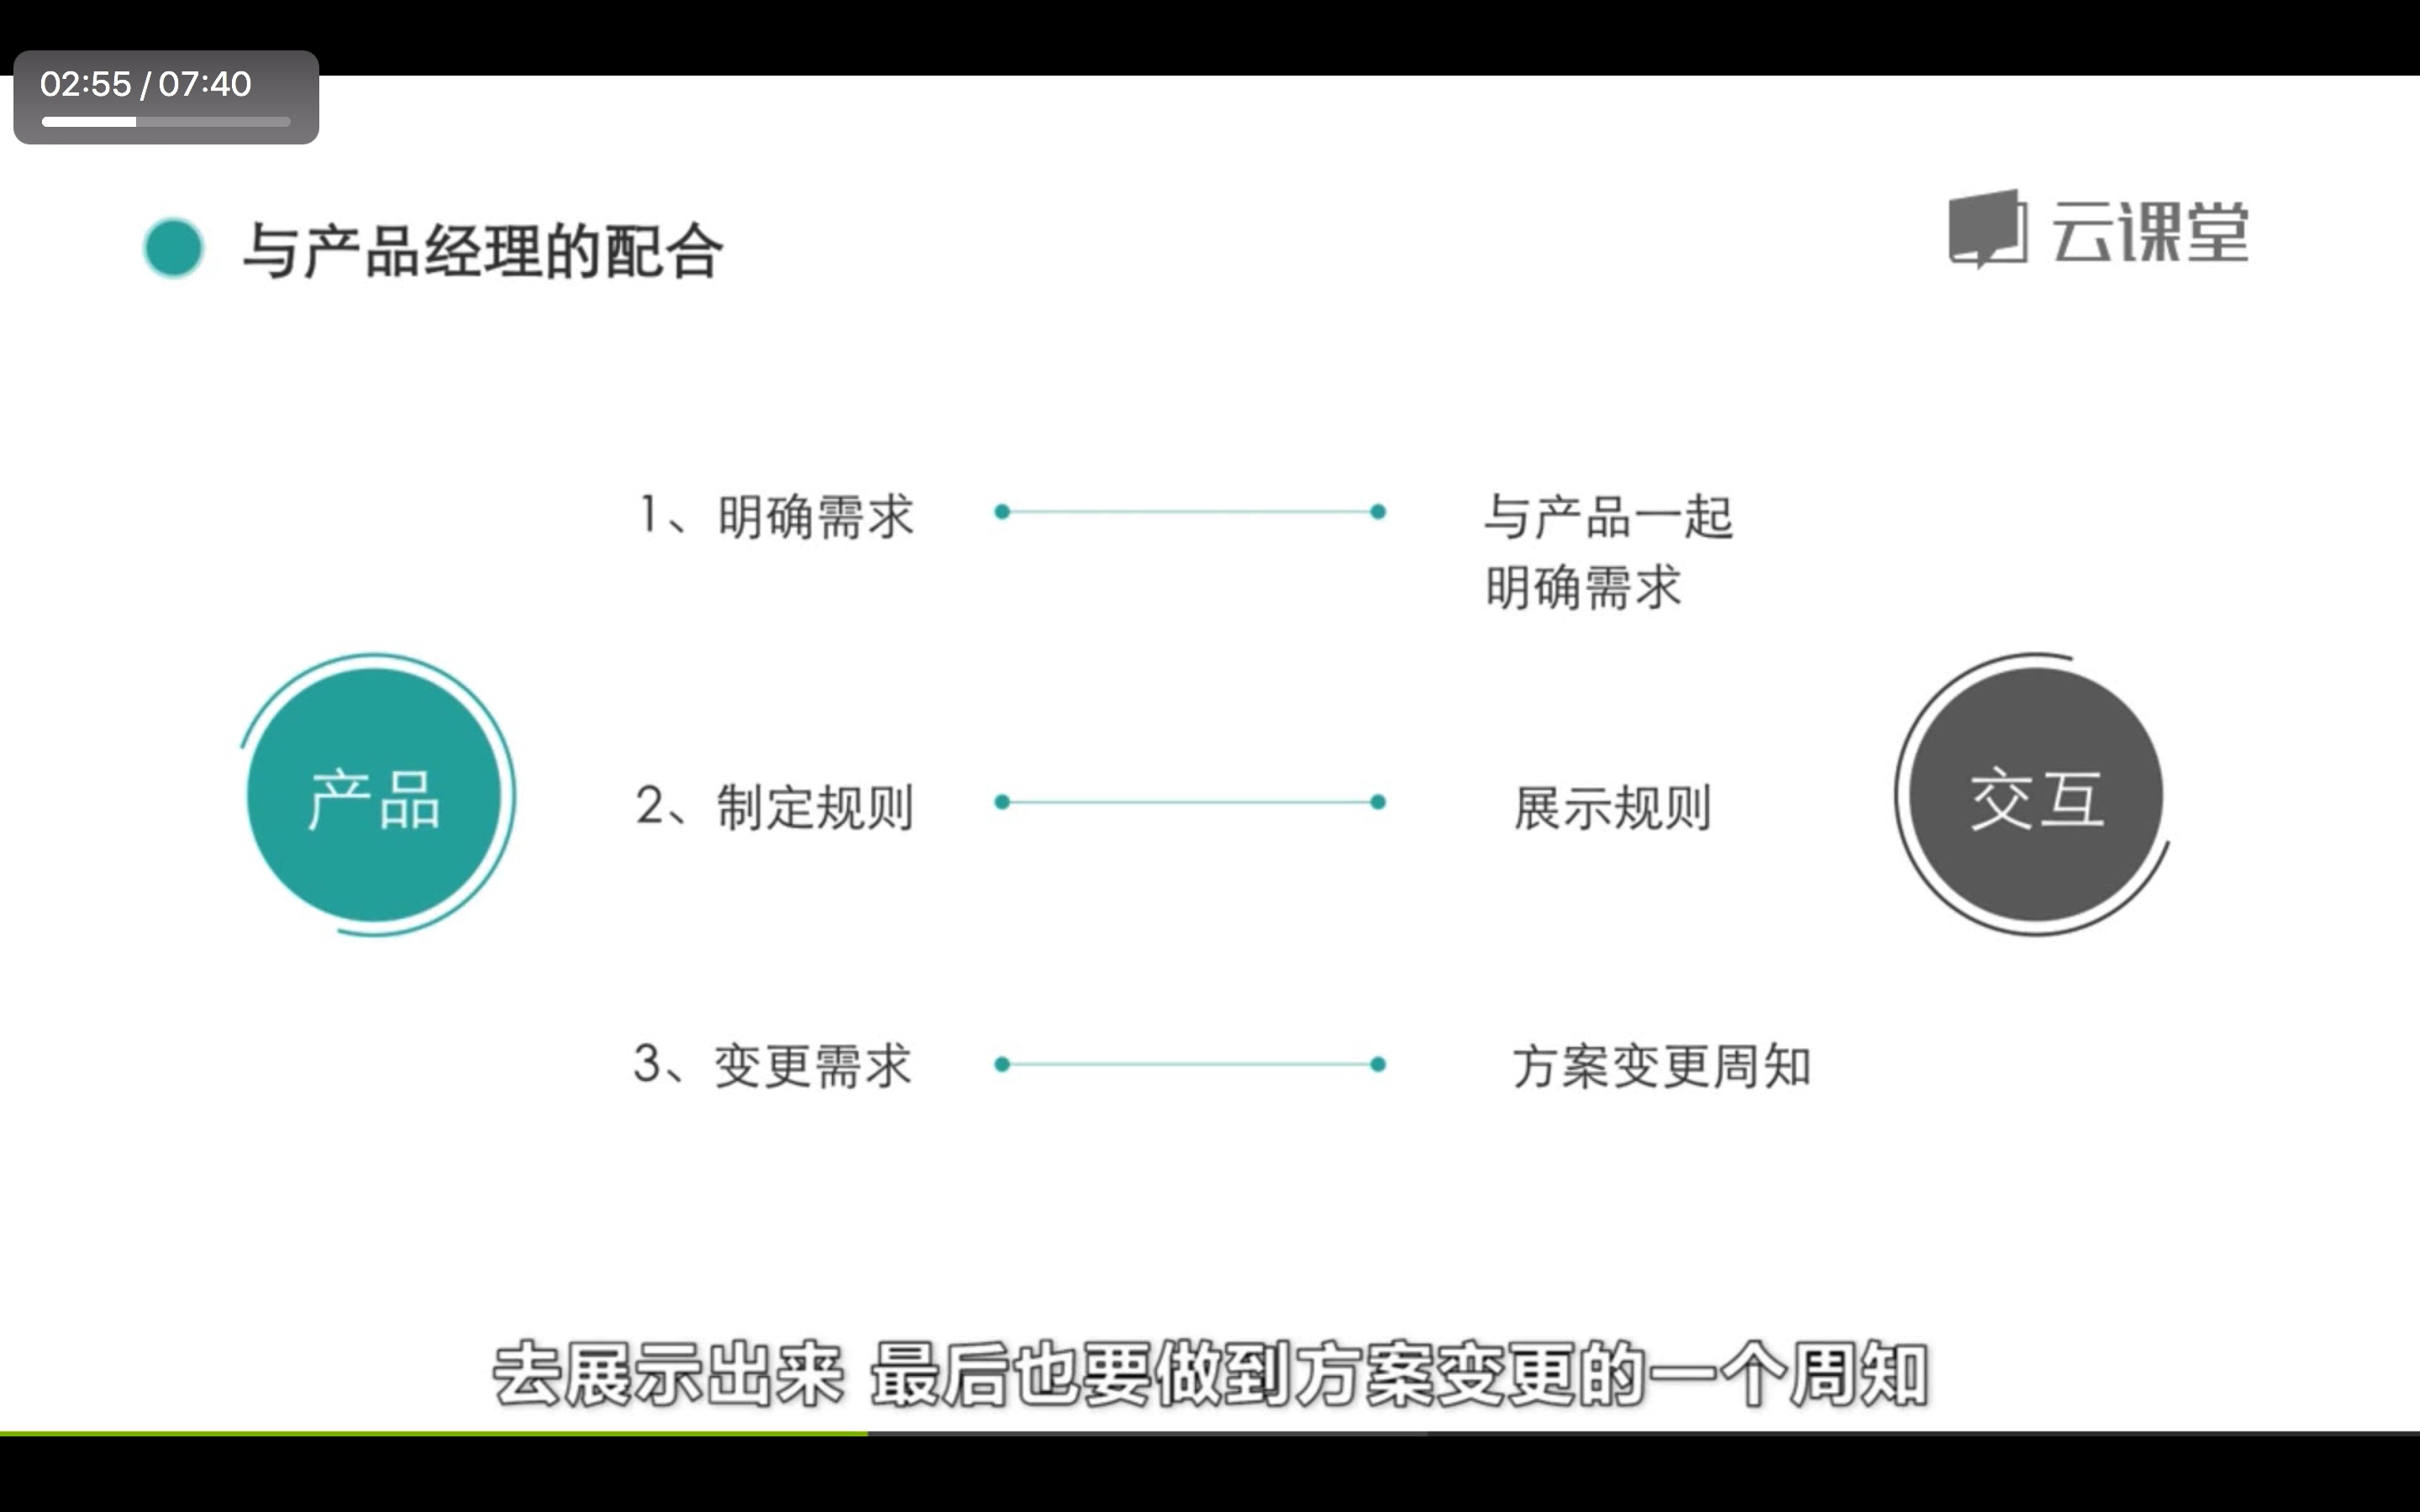 02:55 / 07:40
与产品经理的配合
云课堂
1、明确需求
与产品一起
明确需求
产品
2、制定规则
展示规则
交互
3、变更需求
方案变更周知
去展示出来 最后也要做到方案变更的一个周知